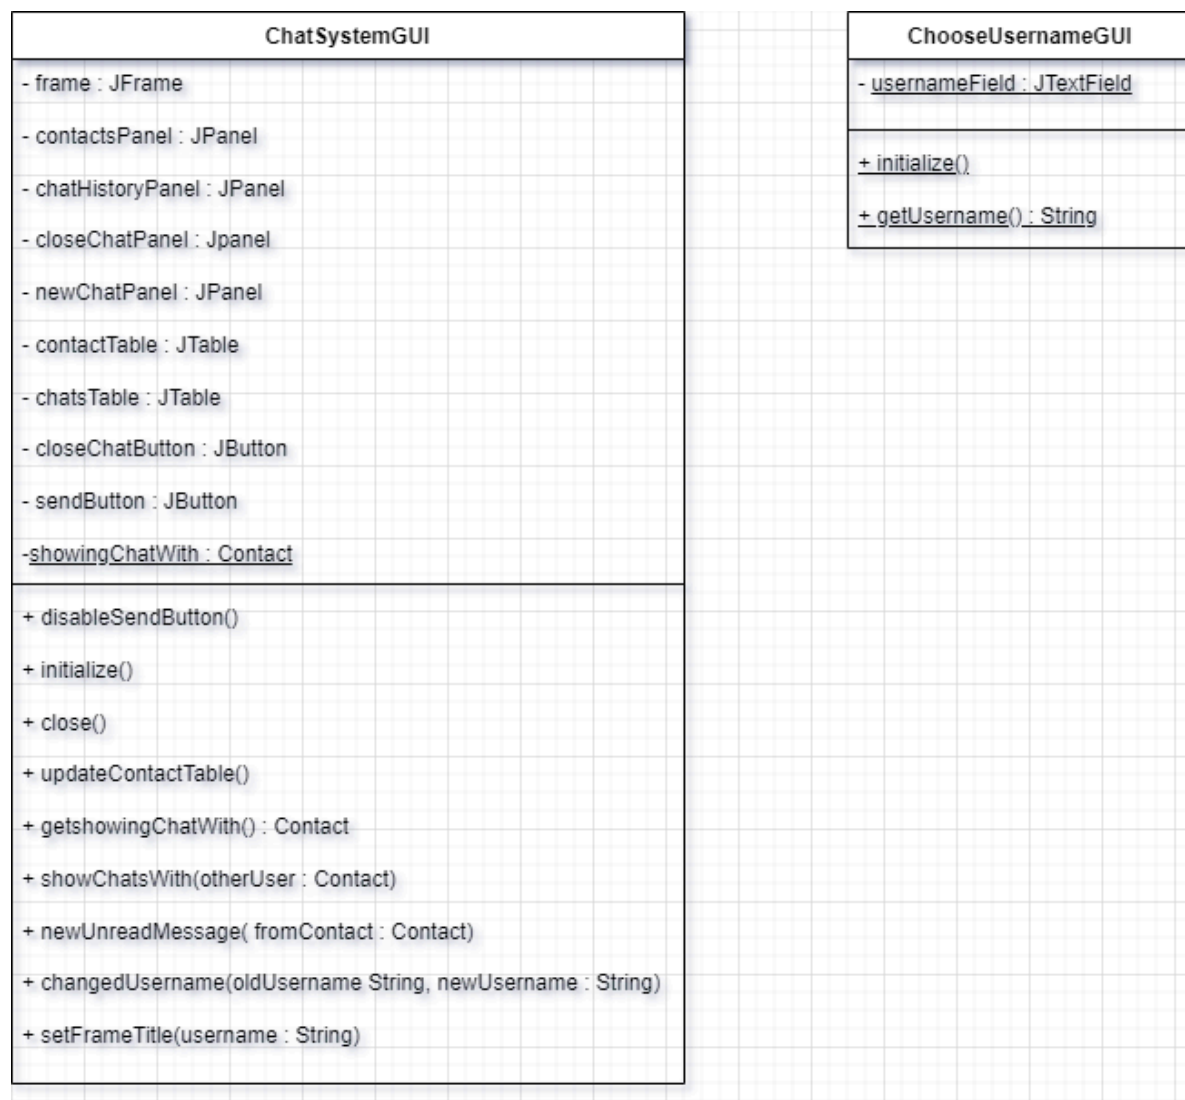 ChatSystemGUI
- frame : JFrame
- contactsPanel : JPanel
- chatHistoryPanel : JPanel
- closeChatPanel : Jpanel
- newChatPanel : JPanel
- contactTable : JTable
- chatsTable : JTable
- closeChatButton : JButton
- sendButton : JButton
-showingChatWith : Contact
+ disableSendButton()
+ initialize()
+ close()
+ updateContactTable()
+ getshowingChatWith() : Contact
+ showChatsWith(otherUser : Contact)
+ newUnreadMessage( fromContact : Contact)
+ changedUsername(oldUsername String, newUsername : String)
+ setFrameTitle(username : String)
ChooseUsernameGUI
- usernameField : JTextField
+ initialize()
+ getUsername() : String